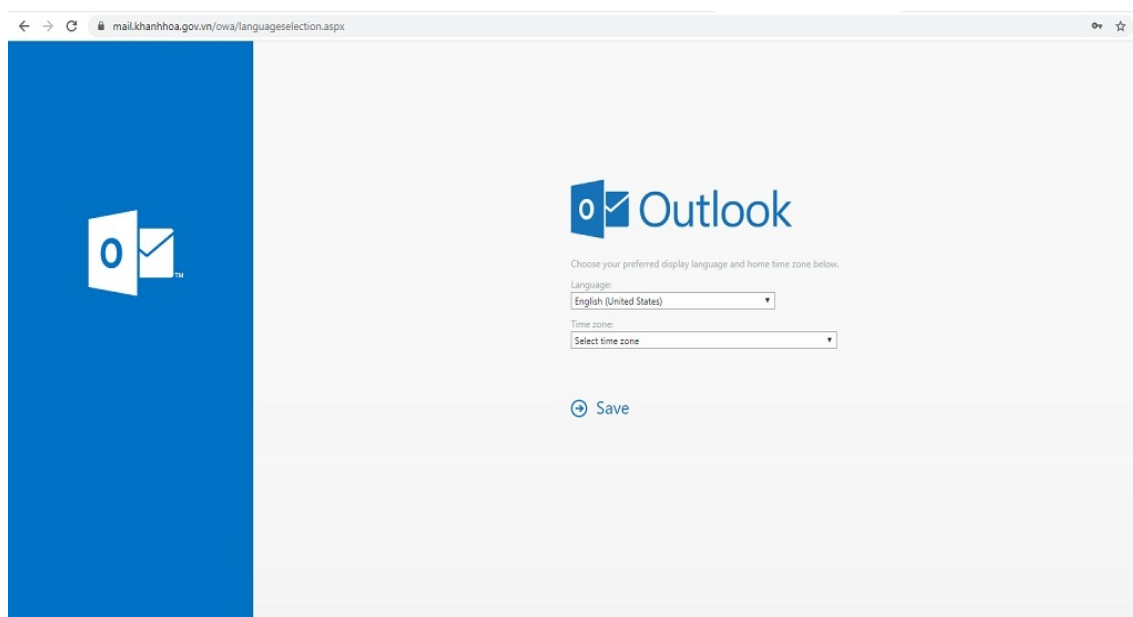 mail.khanhhoa.gov.vn/owa/languageselection.aspx
O
TM
O Outlook
Choose your preferred display language and home time zone below.
Language:
English (United States)
Time zone:
Select time zone
Save